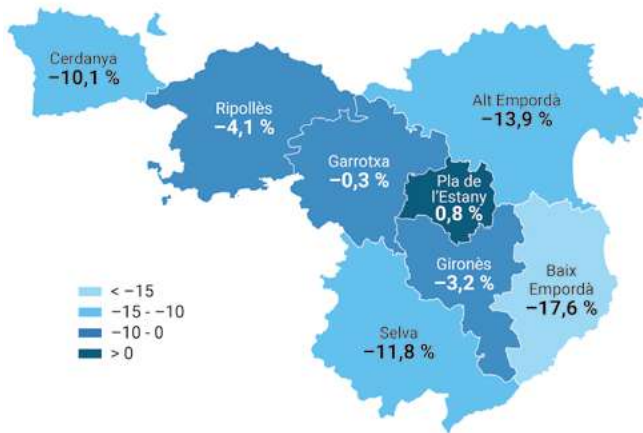 Cerdanya
−10,1 %
Ripollès
−4,1 %
Alt Empordà
−13,9 %
Garrotxa
−0,3 %
Pla de
l’Estany
0,8 %
Gironès
−3,2 %
Baix
Empordà
−17,6 %
Selva
−11,8 %
< −15
−15 - −10
−10 - 0
> 0